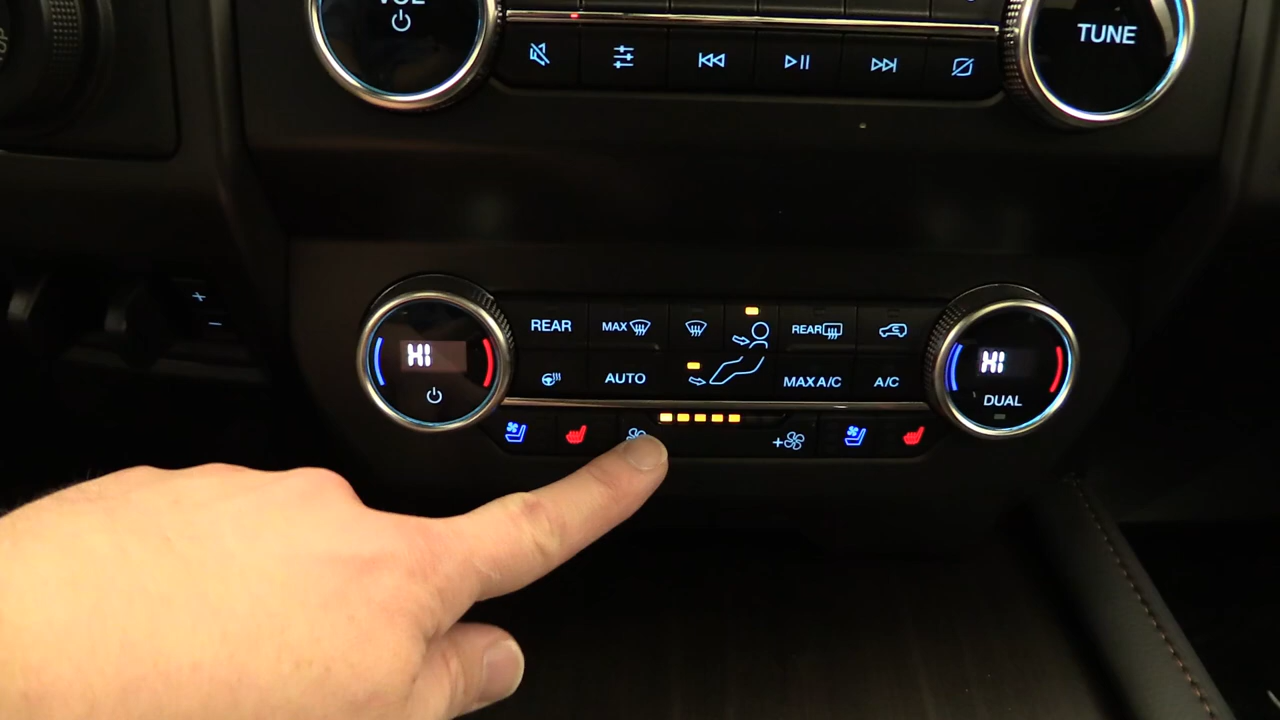 VOL
TUNE
HI
REAR
MAX
REAR
HI
AUTO
MAX A/C
A/C
DUAL